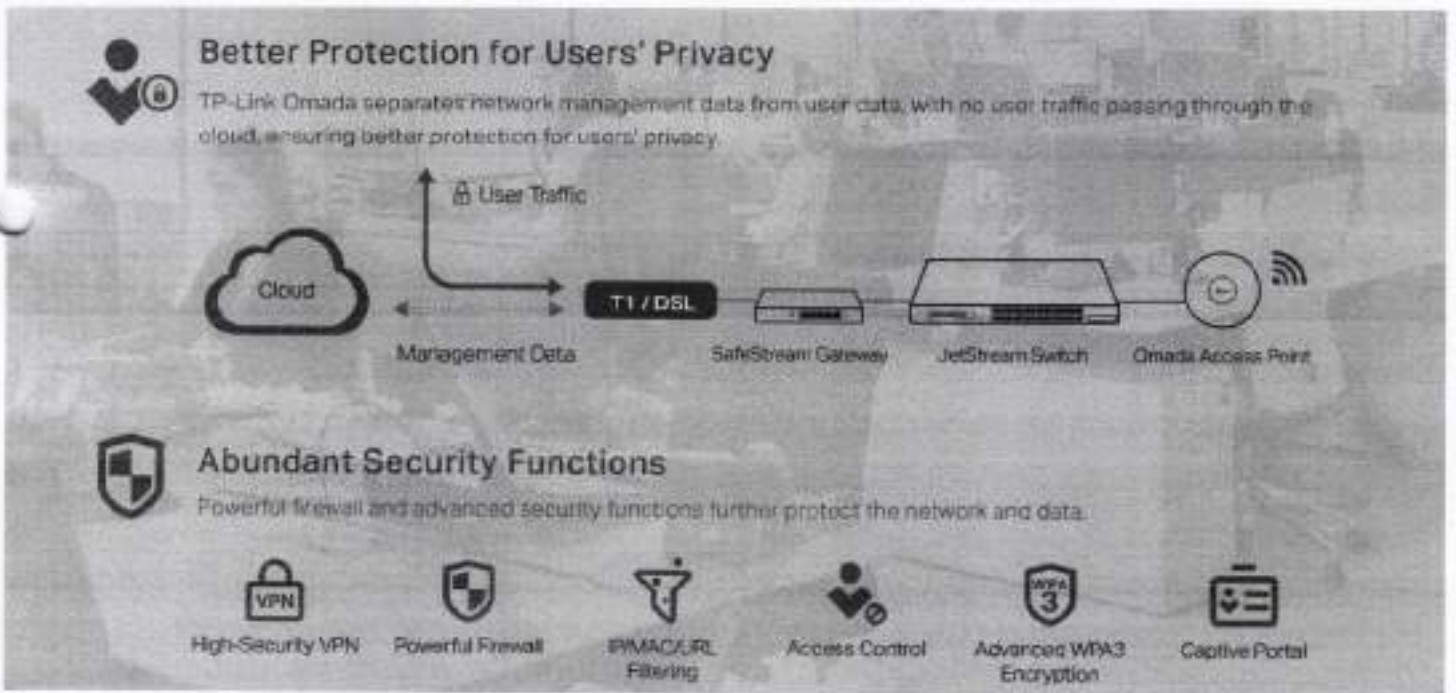 Better Protection for Users' Privacy
TP-Link Omada separates network management data from user data, with no user traffic passing through the
cloud, ensuring better protection for users' privacy.
User Traffic
Cloud
T1 / DSL
Management Data
SafeStream Gateway
JetStream Switch
Omada Access Point
Abundant Security Functions
Powerful firewall and advanced security functions further protect the network and data.
VPN
WPA
3
High-Security VPN
Powerful Firewall
IP/MAC/URL
Filtering
Access Control
Advanced WPA3
Encryption
Captive Portal